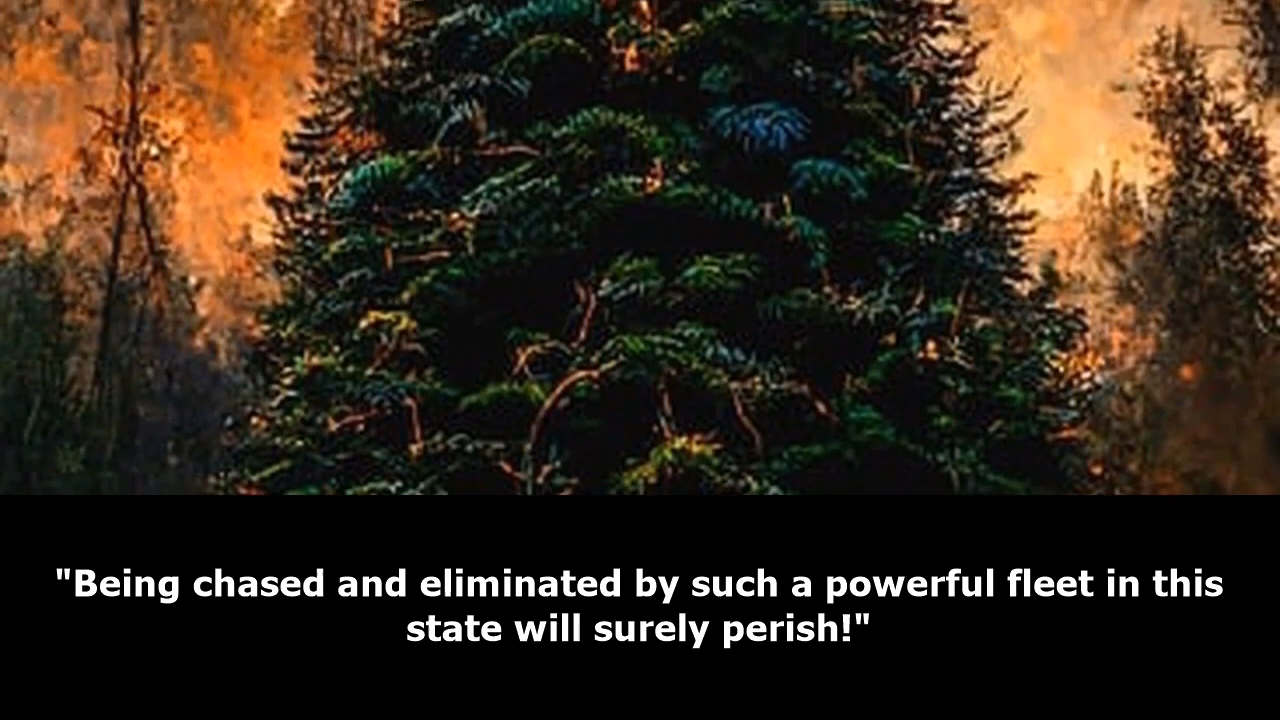 "Being chased and eliminated by such a powerful fleet in this
state will surely perish!"